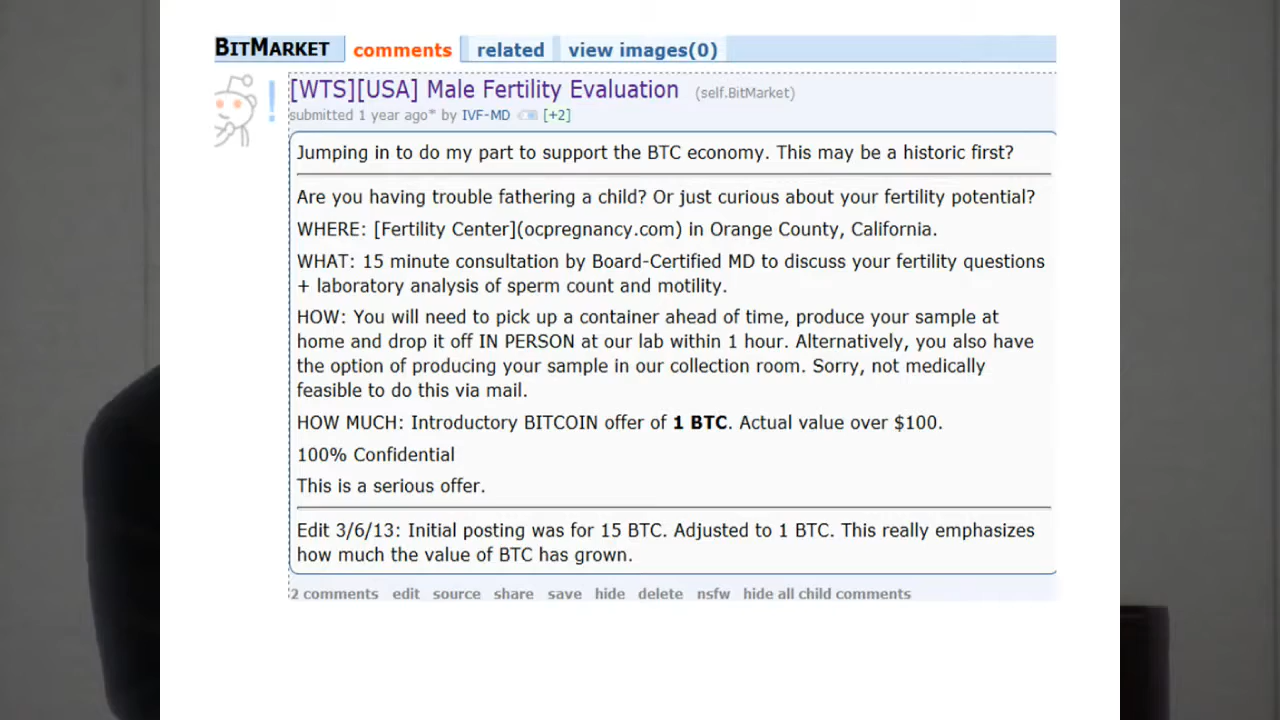 BITMARKET comments related view images(0)
[WTS][USA] Male Fertility Evaluation (self.BitMarket)
submitted 1 year ago* by IVF-MD [+2]
Jumping in to do my part to support the BTC economy. This may be a historic first?
Are you having trouble fathering a child? Or just curious about your fertility potential?
WHERE: [Fertility Center](ocpregnancy.com) in Orange County, California.
WHAT: 15 minute consultation by Board-Certified MD to discuss your fertility questions
+ laboratory analysis of sperm count and motility.
HOW: You will need to pick up a container ahead of time, produce your sample at
home and drop it off IN PERSON at our lab within 1 hour. Alternatively, you also have
the option of producing your sample in our collection room. Sorry, not medically
feasible to do this via mail.
HOW MUCH: Introductory BITCOIN offer of 1 BTC. Actual value over $100.
100% Confidential
This is a serious offer.
Edit 3/6/13: Initial posting was for 15 BTC. Adjusted to 1 BTC. This really emphasizes
how much the value of BTC has grown.
2 comments edit source share save hide delete nsfw hide all child comments